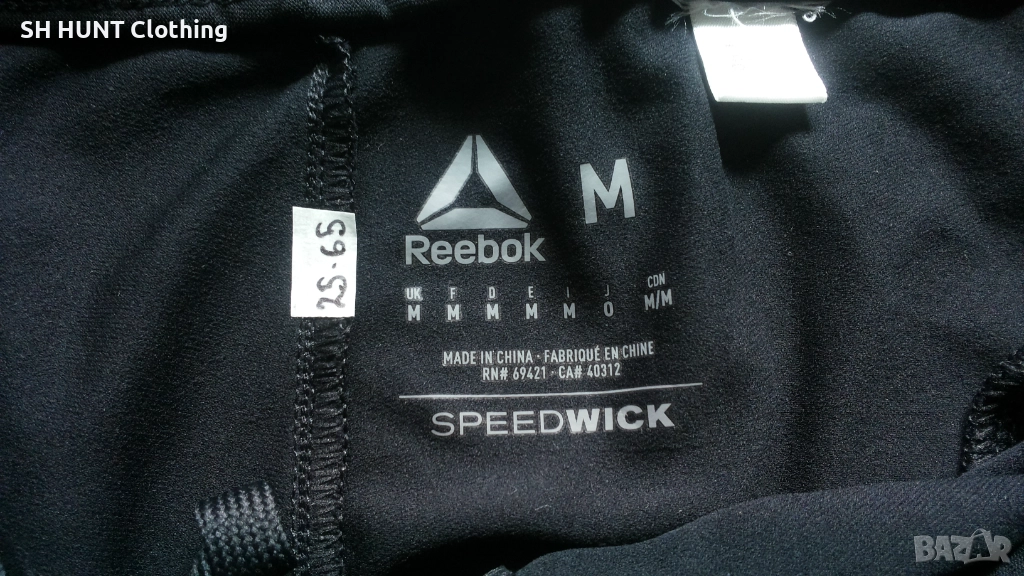 SH HUNT Clothing
M
Reebok
25-65
UK F D E I J CDN
M M M M M O M/M
MADE IN CHINA · FABRIQUÉ EN CHINE
RN# 69421 · CA# 40312
SPEEDWICK
BAZAR